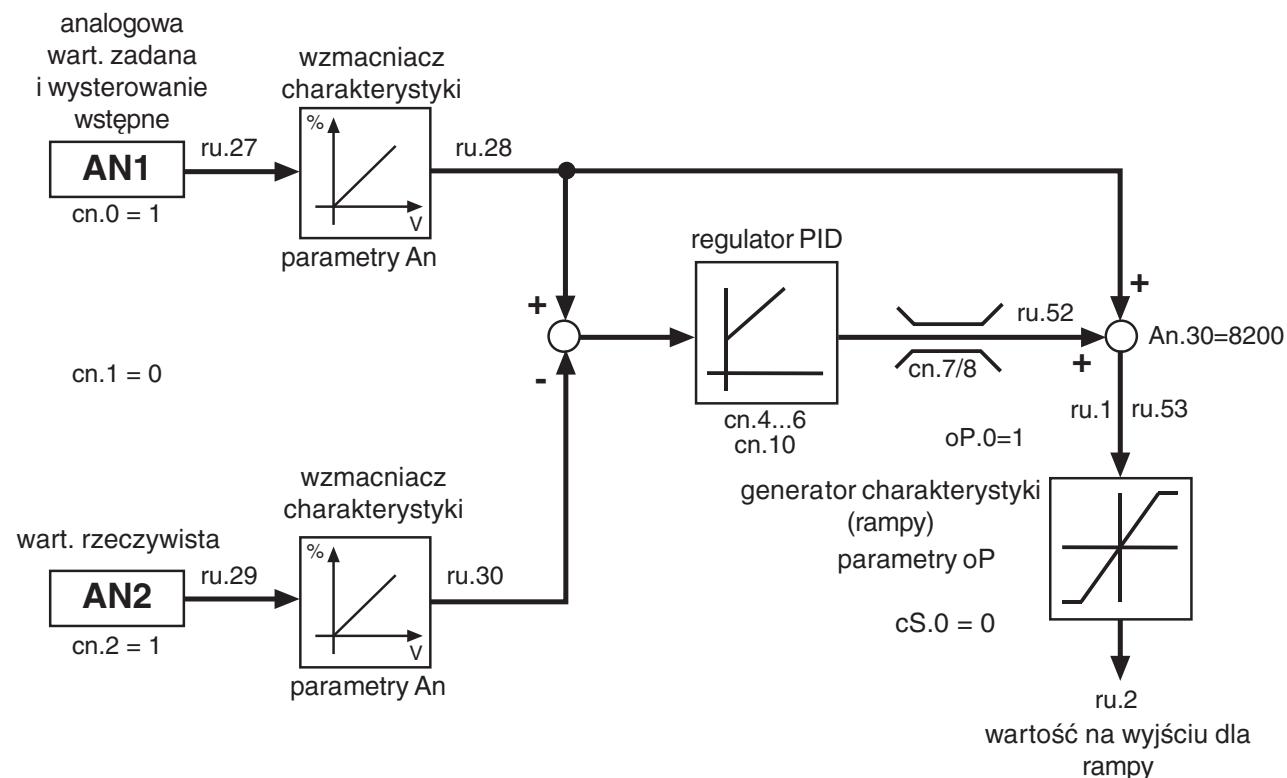 analogowa
wart. zadana
i wysterowanie
wstępne
AN1
cn.0 = 1
ru.27
wzmacniacz
charakterystyki
%
V
parametry An
ru.28
regulator PID
cn.4...6
cn.10
cn.7/8
ru.52
+
+
An.30=8200
+
-
cn.1 = 0
ru.1
ru.53
oP.0=1
generator charakterystyki
(rampy)
parametry oP
cS.0 = 0
wart. rzeczywista
AN2
cn.2 = 1
ru.29
wzmacniacz
charakterystyki
%
V
parametry An
ru.30
ru.2
wartość na wyjściu dla
rampy